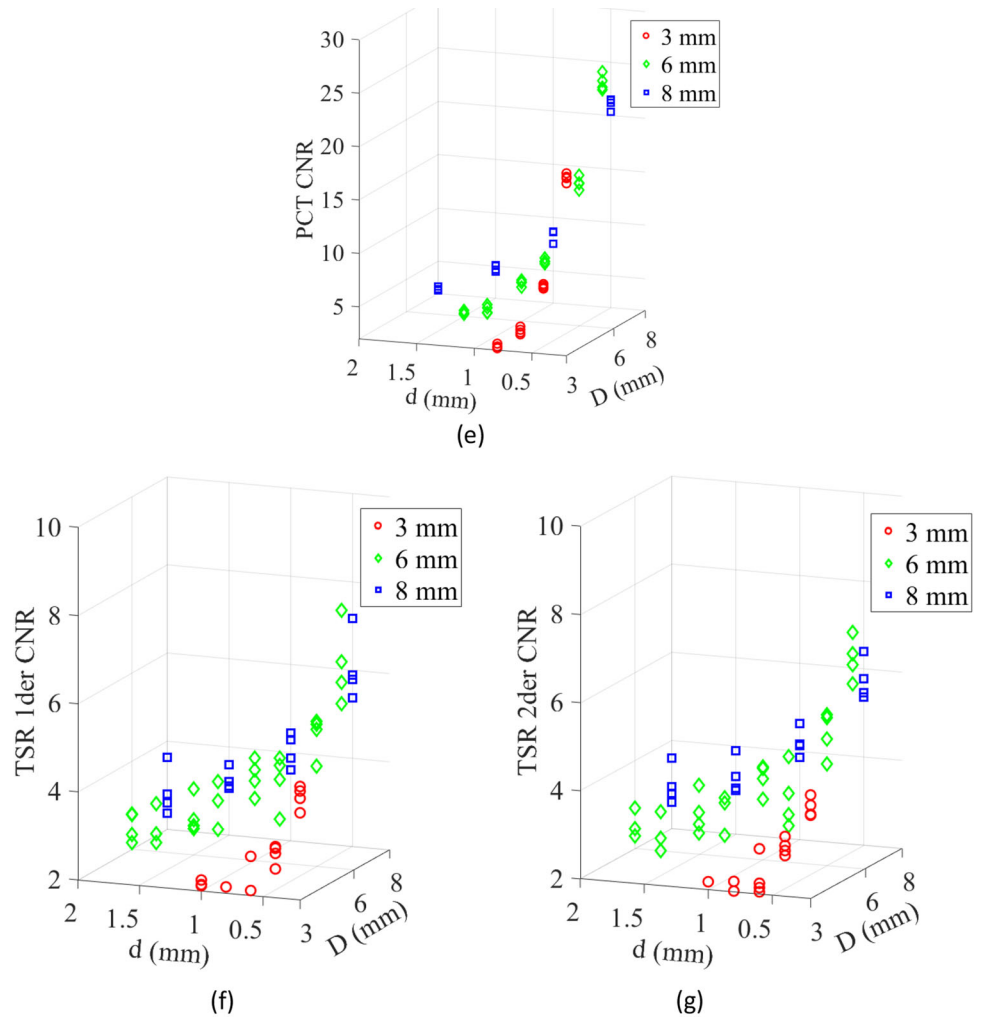 30
25
20
15
10
5
PCT CNR
2
1.5
1
0.5
3
6
8
d (mm)
D (mm)
3 mm
6 mm
8 mm
(e)
10
8
6
4
2
TSR 1der CNR
2
1.5
1
0.5
3
6
8
d (mm)
D (mm)
3 mm
6 mm
8 mm
(f)
10
8
6
4
2
TSR 2der CNR
2
1.5
1
0.5
3
6
8
d (mm)
D (mm)
3 mm
6 mm
8 mm
(g)